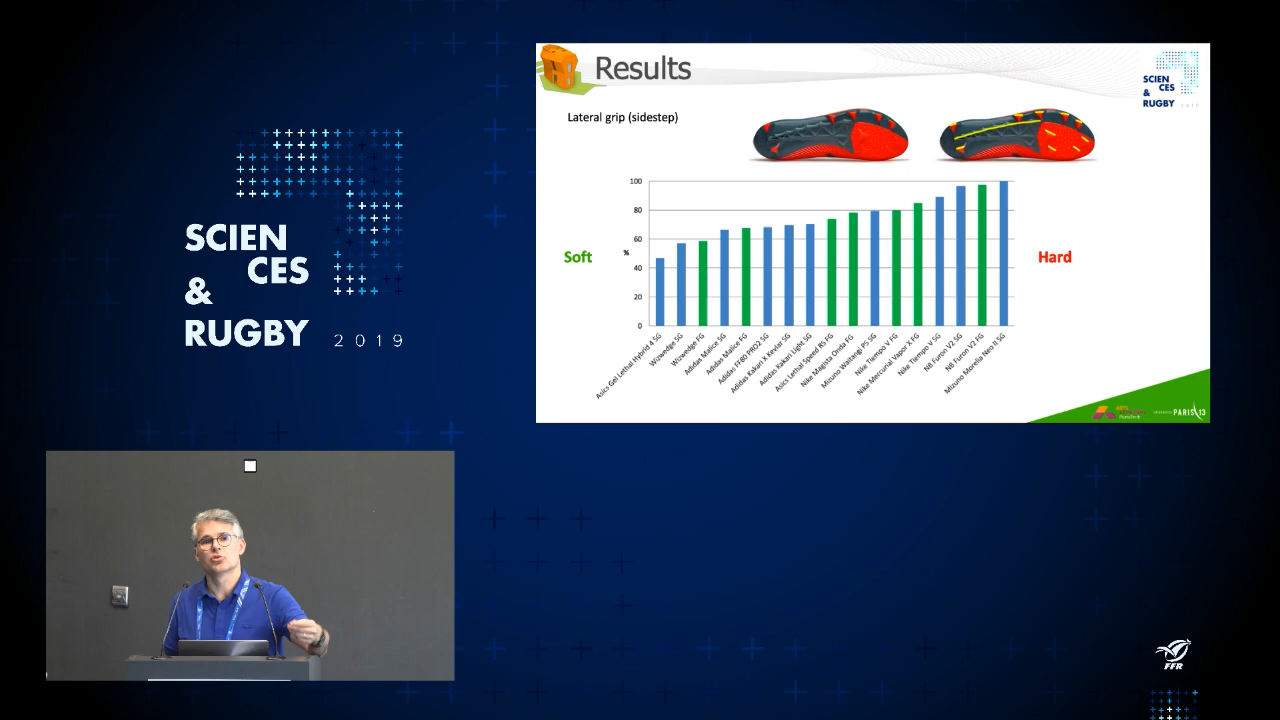 SCIEN
CES
&
RUGBY
2019
Results
SCIEN
CES
&
RUGBY
2019
Lateral grip (sidestep)
100
80
60
40
20
0
%
Soft
Hard
Asics Gel Lethal Hybrid 4 SG
Wizwedge SG
Wizwedge FG
Adidas Malice SG
Adidas Malice FG
Adidas FF80 PRO2 SG
Adidas Kakari X Kevlar SG
Adidas Kakari Light SG
Asics Lethal Speed RS FG
Nike Magista Onda FG
Mizuno Waitangi PS SG
Nike Tiempo V FG
Nike Mercurial Vapor X FG
Nike Tiempo V SG
NB Furon V2 SG
NB Furon V2 FG
Mizuno Morelia Neo II SG
ParisTech
PARIS 13
FFR